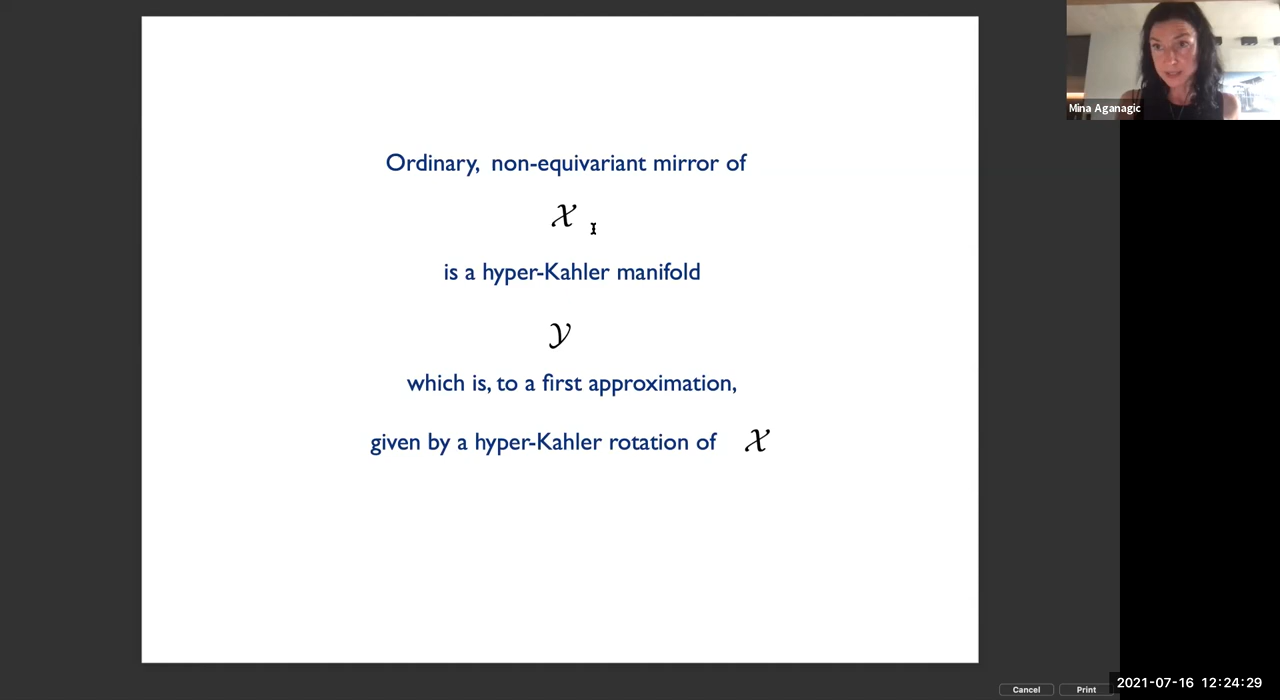 Ordinary, non-equivariant mirror of
𝒳
is a hyper-Kahler manifold
𝒴
which is, to a first approximation,
given by a hyper-Kahler rotation of 𝒳
Mina Aganagic
Cancel
Print
2021-07-16 12:24:29